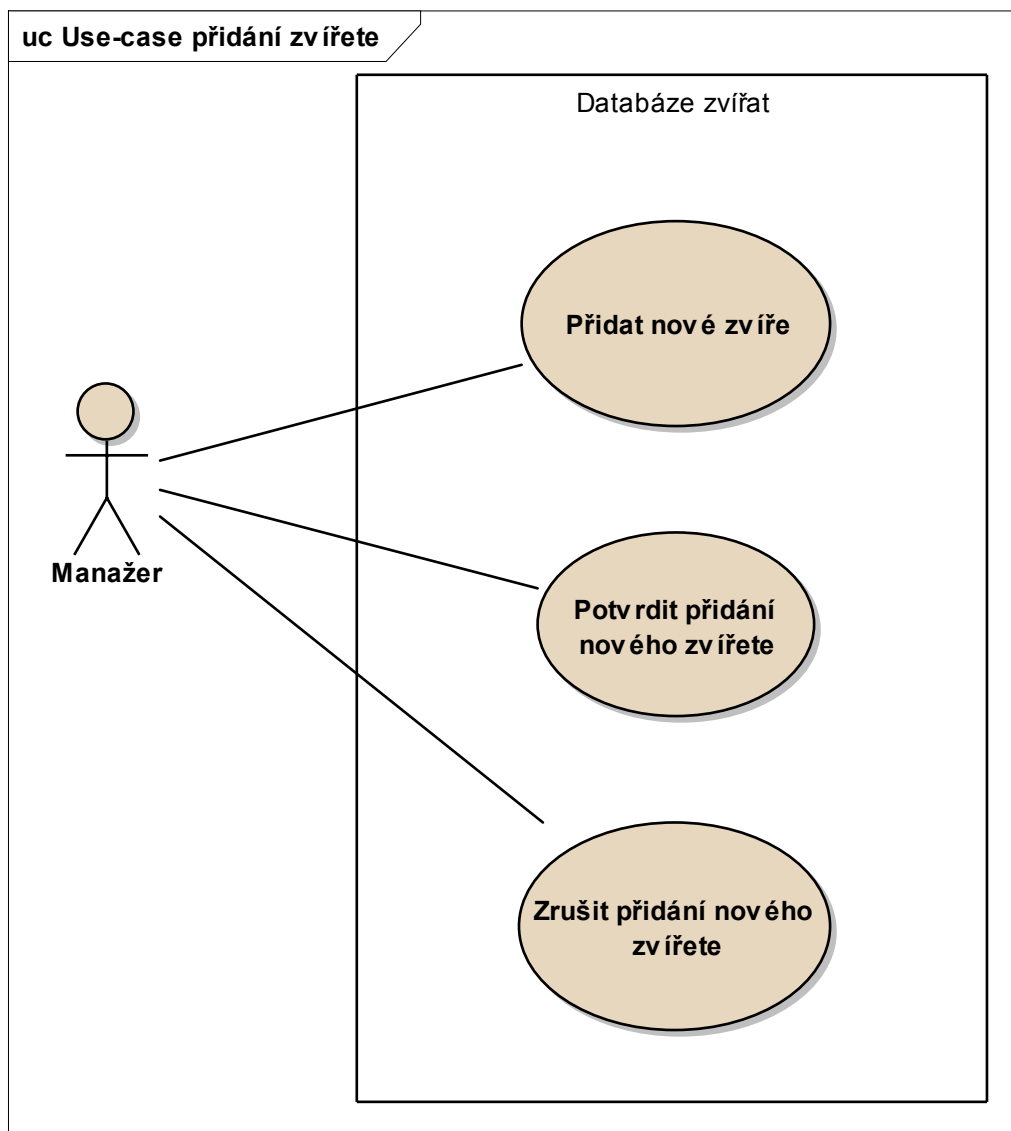 uc Use-case přidání zvířete
Databáze zvířat
Přidat nové zvíře
Manažer
Potvrdit přidání
nového zvířete
Zrušit přidání nového
zvířete